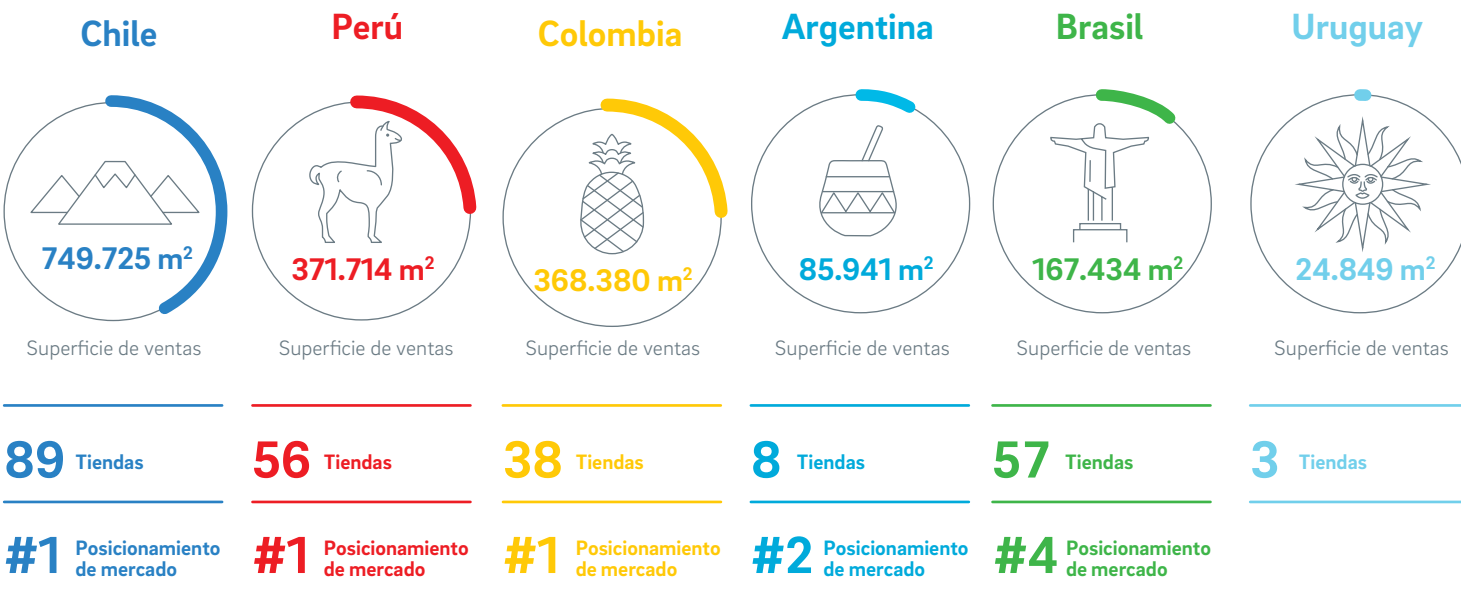 Chile
Perú
Colombia
Argentina
Brasil
Uruguay
749.725 m²
371.714 m²
368.380 m²
85.941 m²
167.434 m²
24.849 m²
Superficie de ventas
Superficie de ventas
Superficie de ventas
Superficie de ventas
Superficie de ventas
Superficie de ventas
89 Tiendas
56 Tiendas
38 Tiendas
8 Tiendas
57 Tiendas
3 Tiendas
#1 Posicionamiento
de mercado
#1 Posicionamiento
de mercado
#1 Posicionamiento
de mercado
#2 Posicionamiento
de mercado
#4 Posicionamiento
de mercado